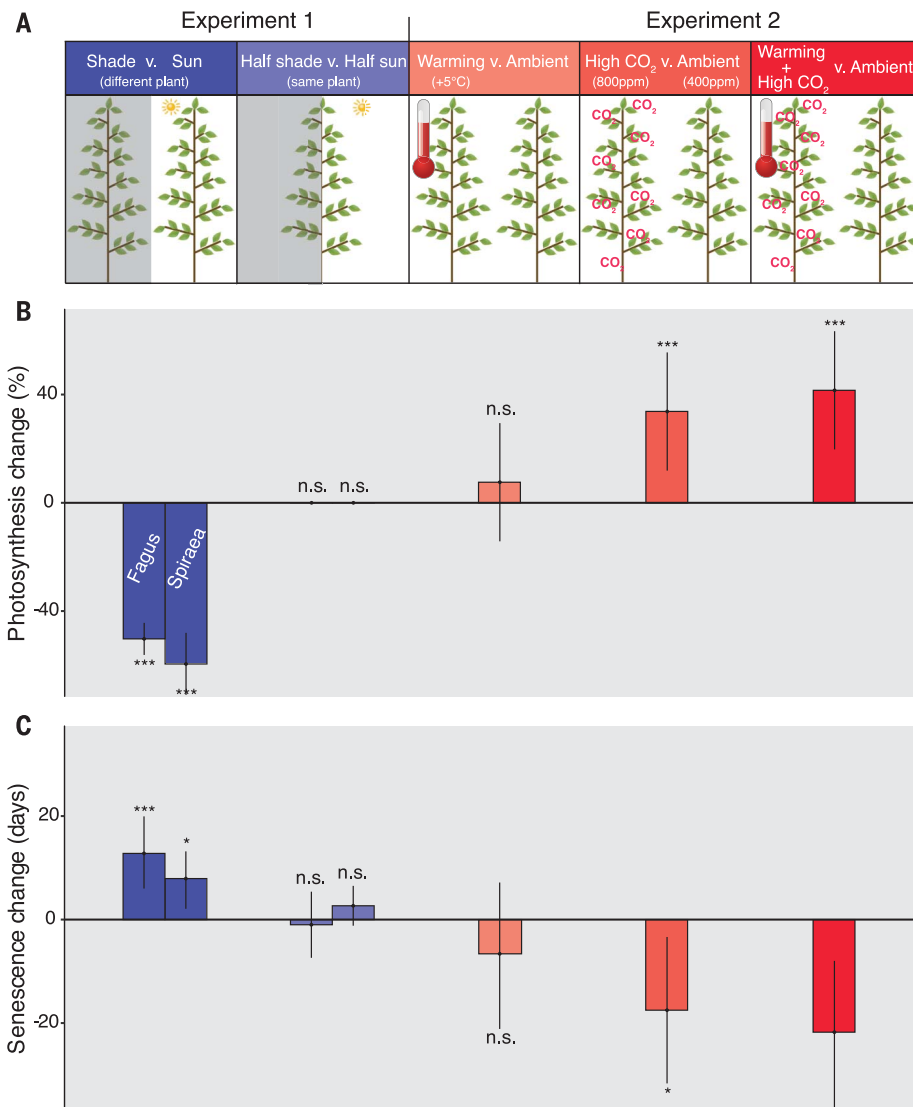 Experiment 1 Experiment 2
A
Shade v. Sun
(different plant)
Half shade v. Half sun
(same plant)
Warming v. Ambient
(+5°C)
High CO₂ v. Ambient
(800ppm) (400ppm)
Warming
+
High CO₂
v. Ambient
CO₂ CO₂
CO₂
CO₂
CO₂ CO₂
CO₂
CO₂
CO₂ CO₂
CO₂
CO₂
CO₂ CO₂
CO₂
CO₂
B
Photosynthesis change (%)
40
0
-40
Fagus
Spiraea
***
***
n.s. n.s.
n.s.
***
***
C
Senescence change (days)
20
0
-20
***
*
n.s.
n.s.
n.s.
*